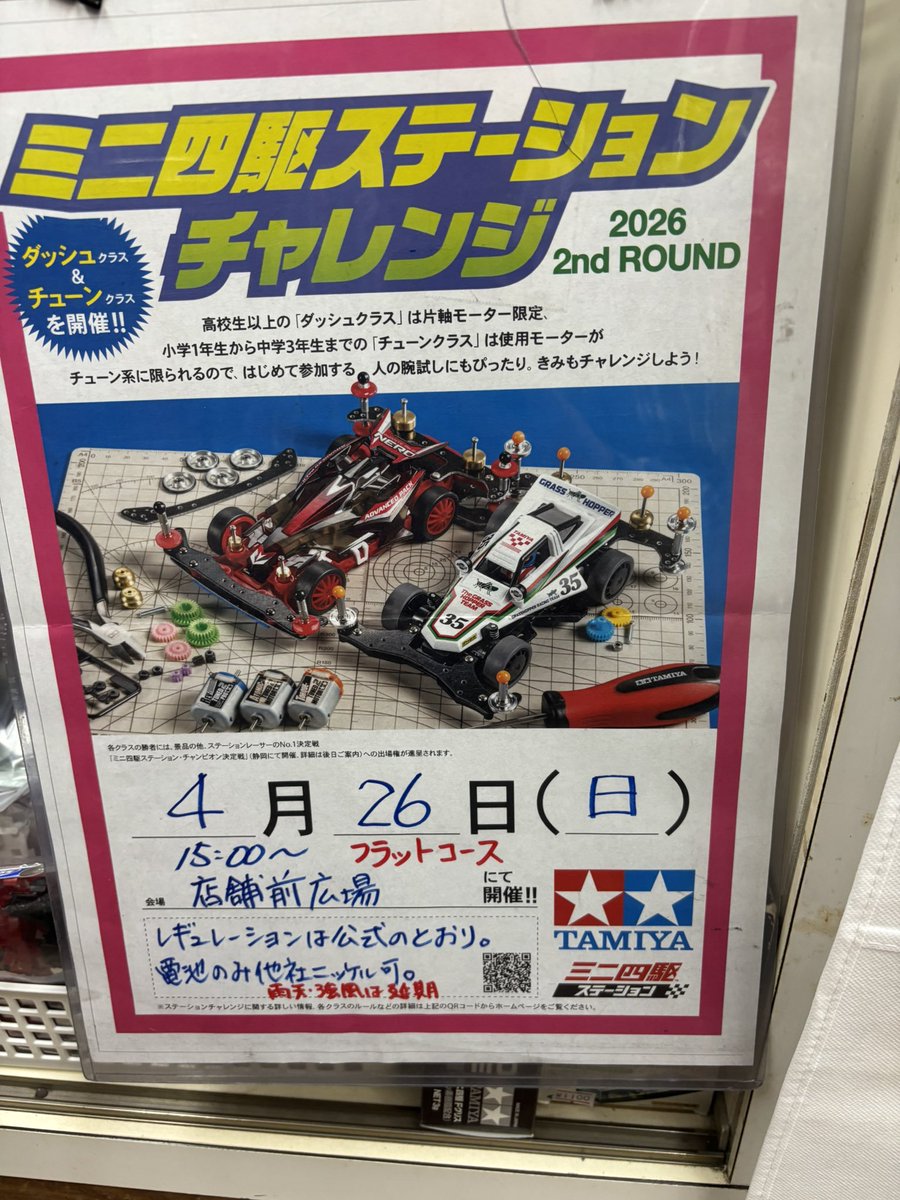 ミニ四駆ステーション
チャレンジ
2026
2nd ROUND
ダッシュクラス
&
チューンクラス
を開催!!
高校生以上の「ダッシュクラス」は片軸モーター限定、
小学1年生から中学3年生までの「チューンクラス」は使用モーターが
チューン系に限られるので、はじめて参加する人の腕試しにもぴったり。きみもチャレンジしよう!
NERO
ADVANCED PACK
GRASS HOPPER
TAMIYA
The GRASS HOPPER TEAM
35
35
TAMIYA
各クラスの勝者には、景品の他、ステーションレーサーのNo.1決定戦
「ミニ四駆ステーション・チャンピオン決定戦」(静岡にて開催、詳細は後日ご案内)への出場権が進呈されます。
4月26日(日)
15:00〜 フラットコース
会場 店舗前広場 にて開催!!
レギュレーションは公式のとおり。
電池のみ他社ニッケル可。
雨天・強風は延期
TAMIYA
ミニ四駆
ステーション
※ステーションチャレンジに関する詳しい情報、各クラスのルールなどの詳細は上記のQRコードからホームページをご覧ください。
TAMIYA